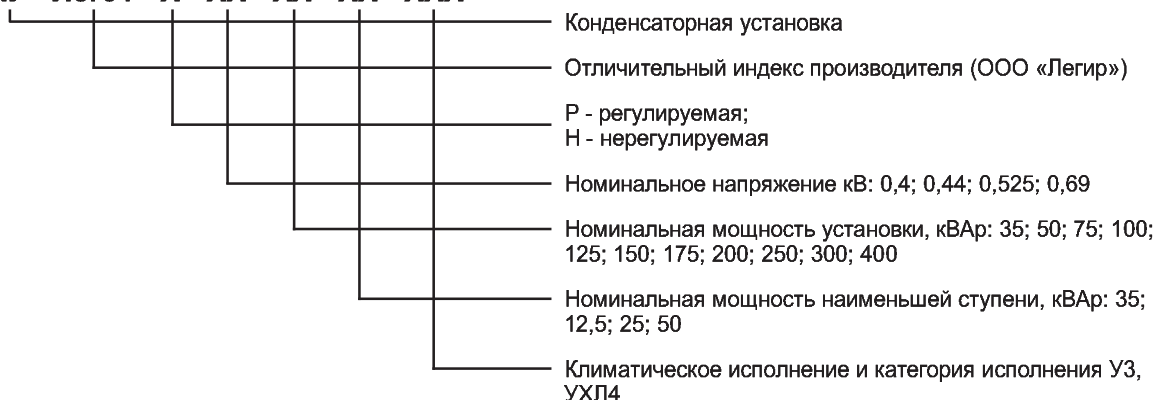 Конденсаторная установка
Отличительный индекс производителя (ООО «Легир»)
Р - регулируемая;
Н - нерегулируемая
Номинальное напряжение кВ: 0,4; 0,44; 0,525; 0,69
Номинальная мощность установки, кВАр: 35; 50; 75; 100;
125; 150; 175; 200; 250; 300; 400
Номинальная мощность наименьшей ступени, кВАр: 35;
12,5; 25; 50
Климатическое исполнение и категория исполнения У3,
УХЛ4